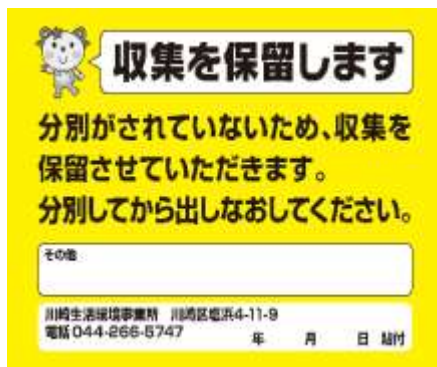 収集を保留します
分別がされていないため、収集を
保留させていただきます。
分別してから出しなおしてください。
その他
川崎生活環境事業所 川崎区塩浜4-11-9
電話 044-266-5747
年 月 日 貼付